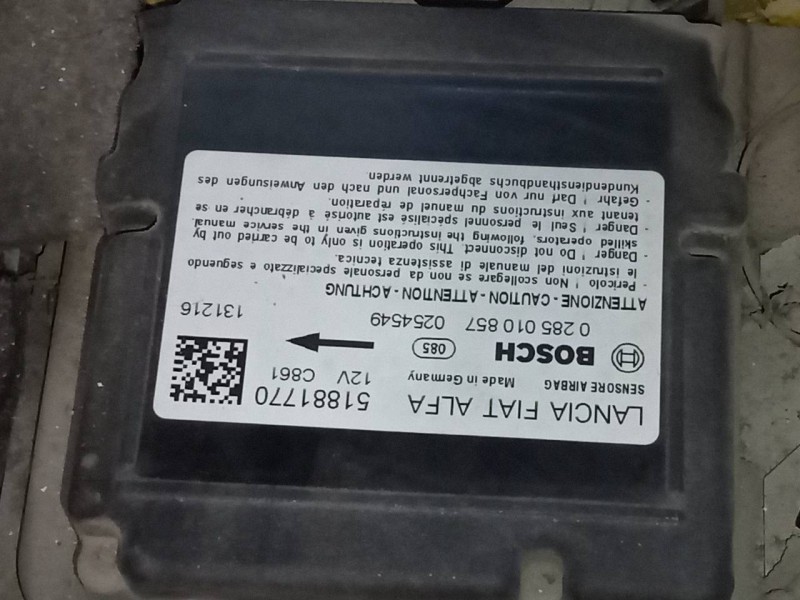 LANCIA FIAT ALFA 51881770
SENSORE AIRBAG Made in Germany 12V C861
BOSCH 085
0 285 010 857 0254549 131216
ATTENZIONE - CAUTION - ATTENTION - ACHTUNG
- Pericolo ! Non scollegare se non da personale specializzato e seguendo
le istruzioni del manuale di assistenza tecnica.
- Danger ! Do not disconnect. This operation is only to be carried out by
skilled operators, following the instructions given in the service manual.
- Danger ! Seul le personnel spécialisé est autorisé à débrancher en se
tenant aux instructions du manuel de réparation.
- Gefahr ! Darf nur von Fachpersonal und nach den Anweisungen des
Kundendiensthandbuchs abgetrennt werden.